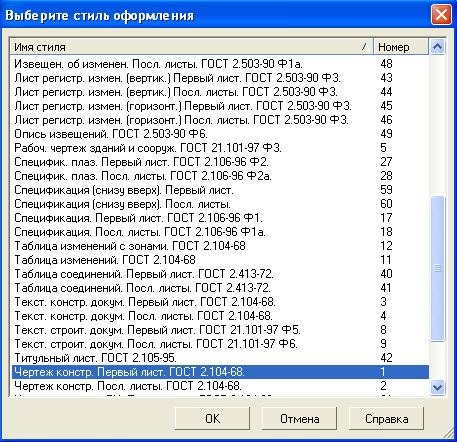 Выберите стиль оформления
Имя стиля / Номер
Извещен. об изменен. Посл. листы. ГОСТ 2.503-90 Ф1а. 48
Лист регистр. измен. (вертик.) Первый лист. ГОСТ 2.503-90 Ф3. 43
Лист регистр. измен. (вертик.) Посл. листы. ГОСТ 2.503-90 Ф3. 44
Лист регистр. измен. (горизонт.) Первый лист. ГОСТ 2.503-90 Ф3. 45
Лист регистр. измен. (горизонт.) Посл. листы. ГОСТ 2.503-90 Ф3. 46
Опись извещений. ГОСТ 2.503-90 Ф6. 49
Рабоч. чертеж зданий и сооруж. ГОСТ 21.101-97 Ф3. 5
Специфик. плаз. Первый лист. ГОСТ 2.106-96 Ф2. 27
Специфик. плаз. Посл. листы. ГОСТ 2.106-96 Ф2а. 28
Спецификация (снизу вверх). Первый лист. 59
Спецификация (снизу вверх). Посл. листы. 60
Спецификация. Первый лист. ГОСТ 2.106-96 Ф1. 17
Спецификация. Посл. листы. ГОСТ 2.106-96 Ф1а. 18
Таблица изменений с зонами. ГОСТ 2.104-68 12
Таблица изменений. ГОСТ 2.104-68 11
Таблица соединений. Первый лист. ГОСТ 2.413-72. 40
Таблица соединений. Посл. листы. ГОСТ 2.413-72. 41
Текст. констр. докум. Первый лист. ГОСТ 2.104-68. 3
Текст. констр. докум. Посл. листы. ГОСТ 2.104-68. 4
Текст. строит. докум. Первый лист. ГОСТ 21.101-97 Ф5. 8
Текст. строит. докум. Посл. листы. ГОСТ 21.101-97 Ф6. 9
Титульный лист. ГОСТ 2.105-95. 42
Чертеж констр. Первый лист. ГОСТ 2.104-68. 1
Чертеж констр. Посл. листы. ГОСТ 2.104-68. 2
OK Отмена Справка